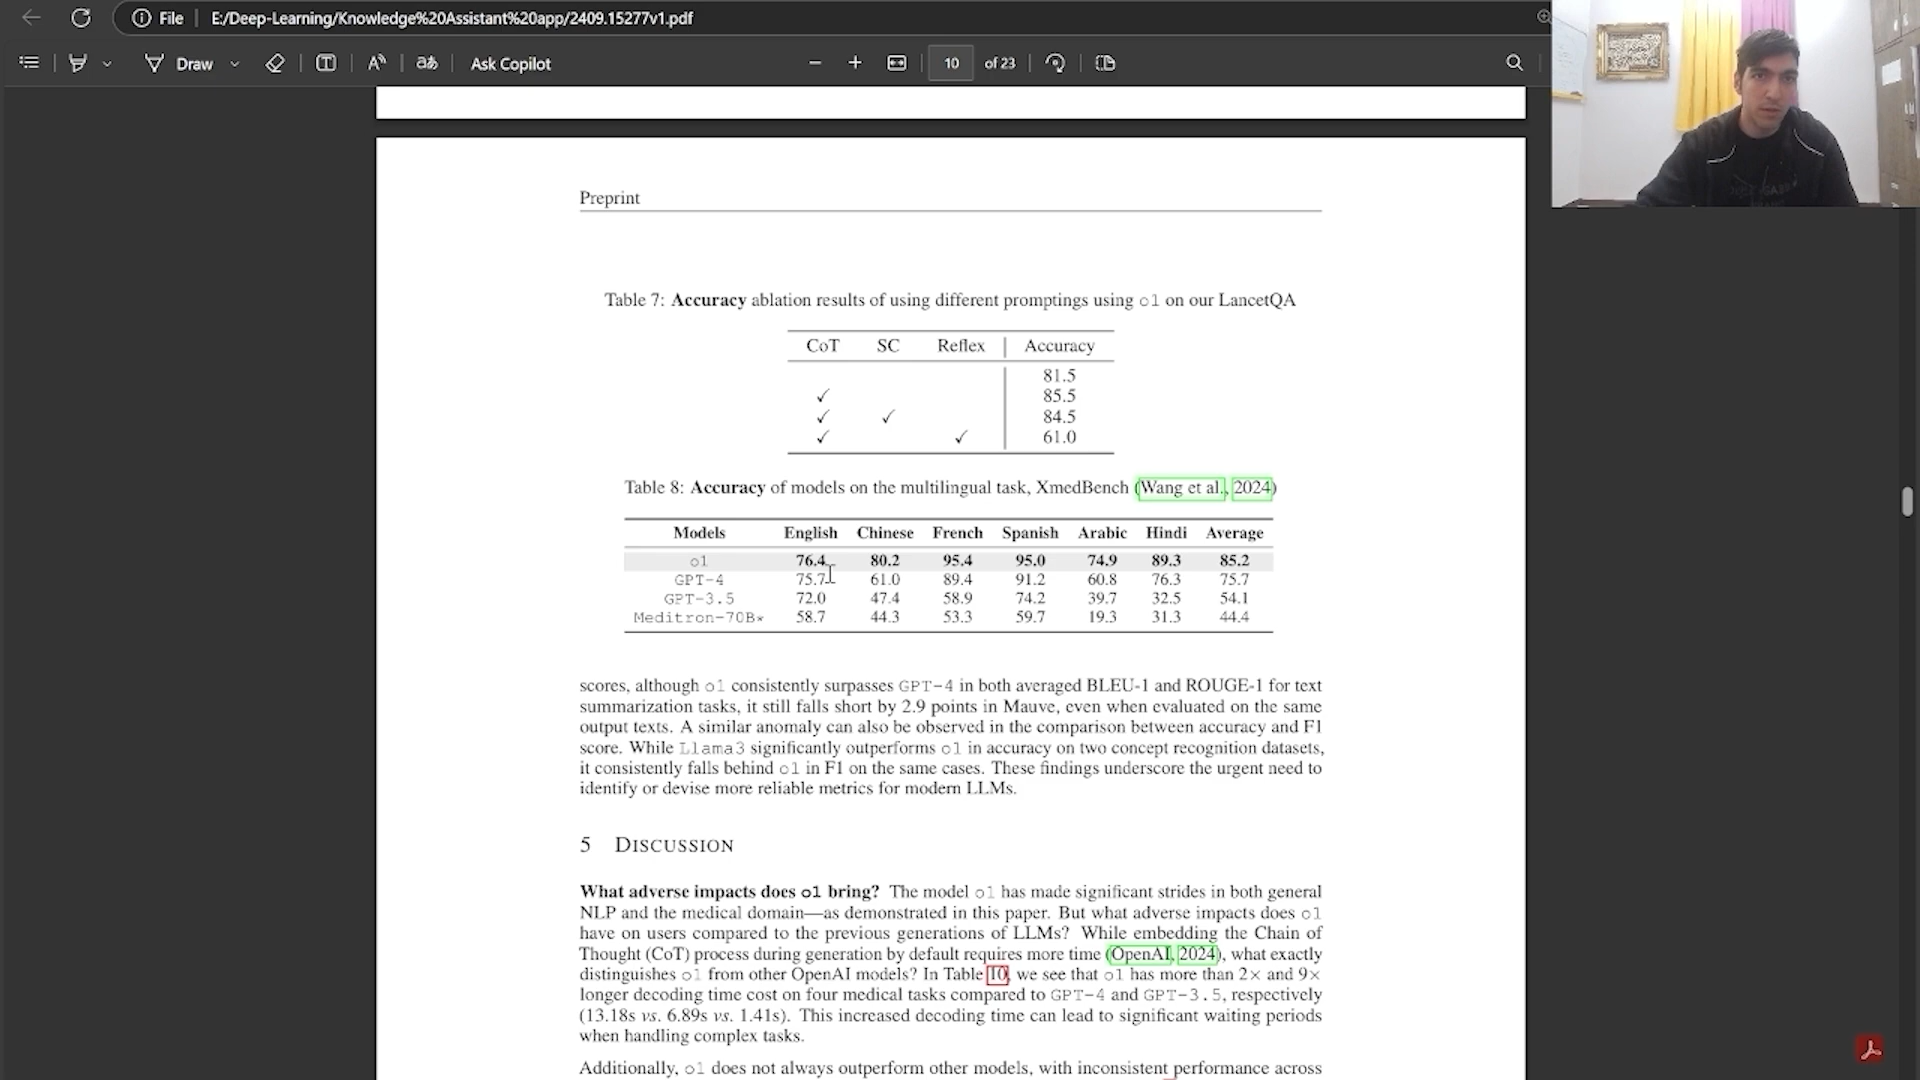 File E:/Deep-Learning/Knowledge%20Assistant%20app/2409.15277v1.pdf
Draw Ask Copilot 10 of 23
Preprint
Table 7: Accuracy ablation results of using different promptings using o1 on our LancetQA
CoT SC Reflex Accuracy
81.5
✓ 85.5
✓ ✓ 84.5
✓ ✓ 61.0
Table 8: Accuracy of models on the multilingual task, XmedBench (Wang et al., 2024)
Models English Chinese French Spanish Arabic Hindi Average
o1 76.4 80.2 95.4 95.0 74.9 89.3 85.2
GPT-4 75.7 61.0 89.4 91.2 60.8 76.3 75.7
GPT-3.5 72.0 47.4 58.9 74.2 39.7 32.5 54.1
Meditron-70B* 58.7 44.3 53.3 59.7 19.3 31.3 44.4
scores, although o1 consistently surpasses GPT-4 in both averaged BLEU-1 and ROUGE-1 for text
summarization tasks, it still falls short by 2.9 points in Mauve, even when evaluated on the same
output texts. A similar anomaly can also be observed in the comparison between accuracy and F1
score. While Llama3 significantly outperforms o1 in accuracy on two concept recognition datasets,
it consistently falls behind o1 in F1 on the same cases. These findings underscore the urgent need to
identify or devise more reliable metrics for modern LLMs.
5 DISCUSSION
What adverse impacts does o1 bring? The model o1 has made significant strides in both general
NLP and the medical domain—as demonstrated in this paper. But what adverse impacts does o1
have on users compared to the previous generations of LLMs? While embedding the Chain of
Thought (CoT) process during generation by default requires more time (OpenAI, 2024), what exactly
distinguishes o1 from other OpenAI models? In Table 10, we see that o1 has more than 2× and 9×
longer decoding time cost on four medical tasks compared to GPT-4 and GPT-3.5, respectively
(13.18s vs. 6.89s vs. 1.41s). This increased decoding time can lead to significant waiting periods
when handling complex tasks.
Additionally, o1 does not always outperform other models, with inconsistent performance across